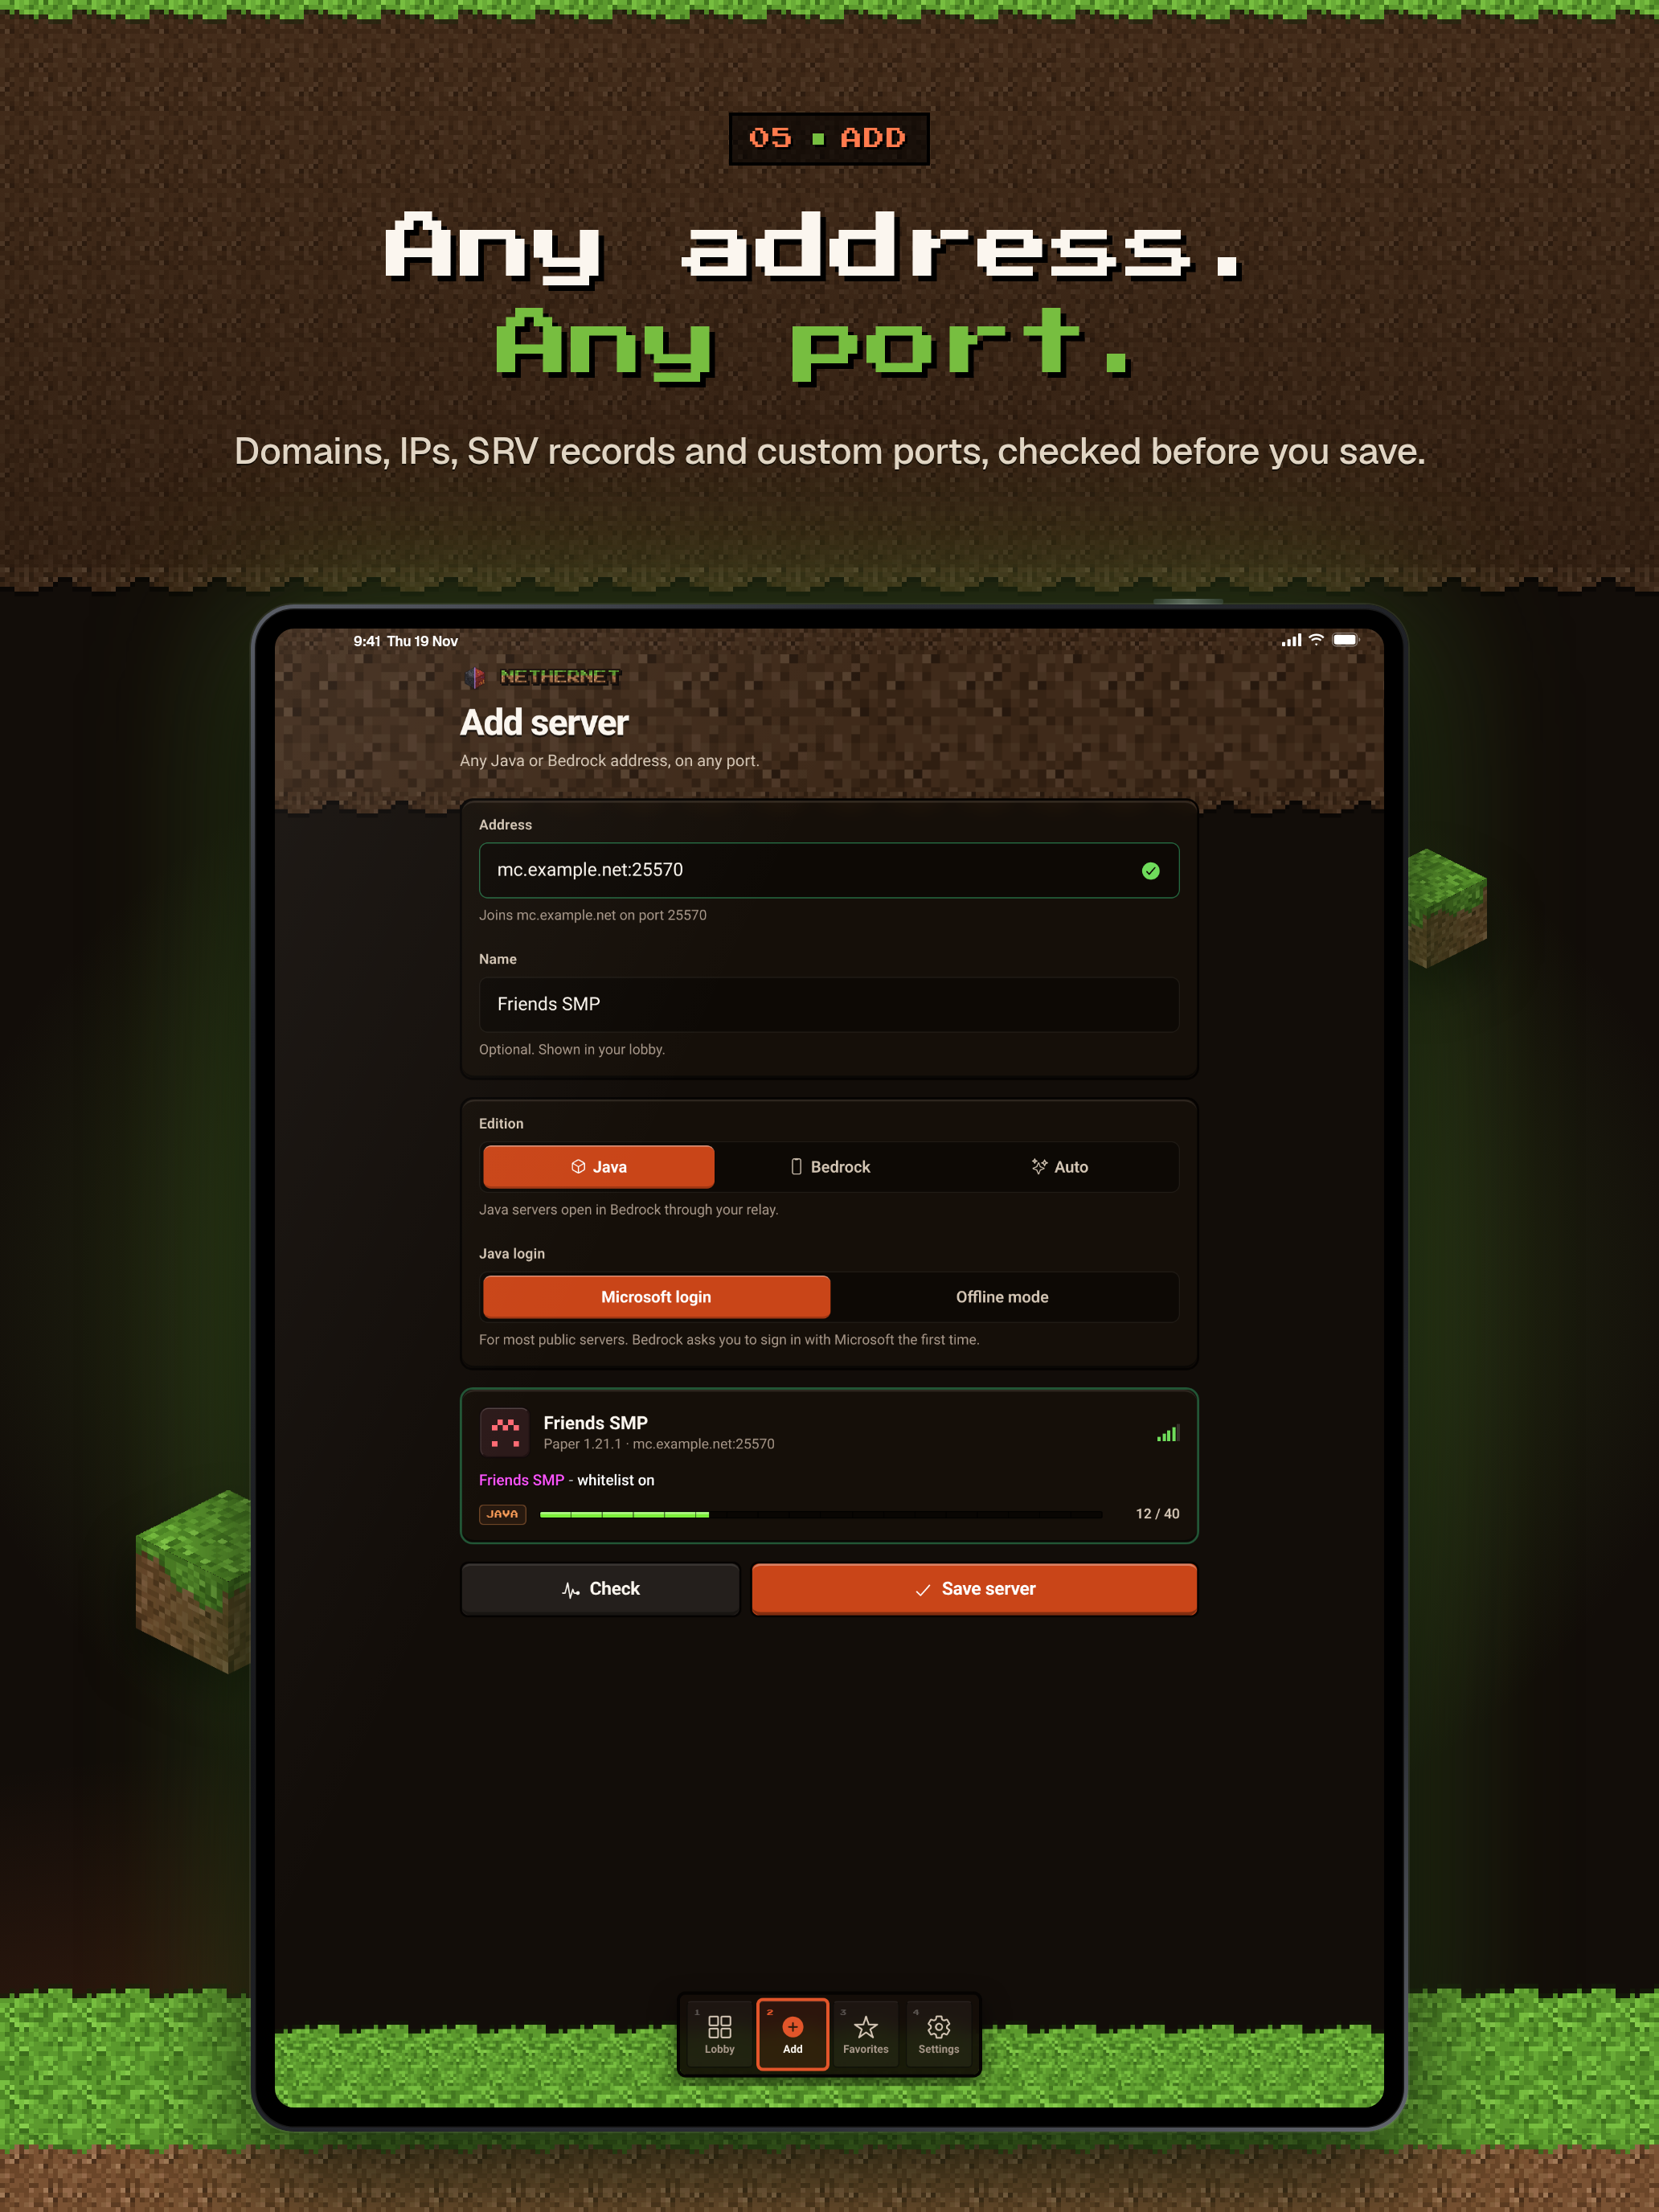 05 ▪ ADD
Any address.
Any port.
Domains, IPs, SRV records and custom ports, checked before you save.
9:41 Thu 19 Nov
NETHERNET
Add server
Any Java or Bedrock address, on any port.
Address
mc.example.net:25570
Joins mc.example.net on port 25570
Name
Friends SMP
Optional. Shown in your lobby.
Edition
Java
Bedrock
Auto
Java servers open in Bedrock through your relay.
Java login
Microsoft login
Offline mode
For most public servers. Bedrock asks you to sign in with Microsoft the first time.
Friends SMP
Paper 1.21.1 · mc.example.net:25570
Friends SMP - whitelist on
JAVA
12 / 40
Check
Save server
1
Lobby
2
Add
3
Favorites
4
Settings